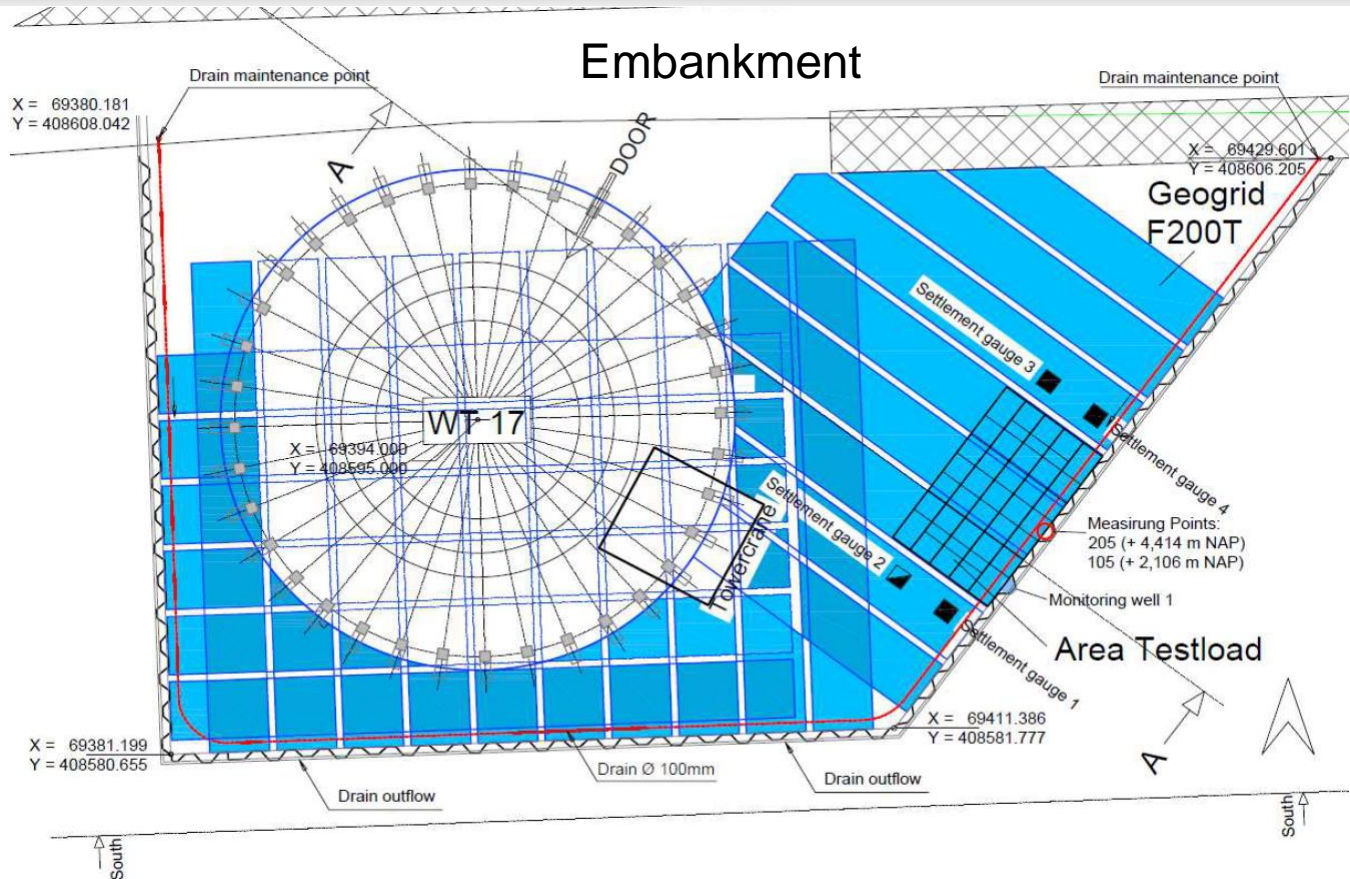 Embankment
Drain maintenance point
Drain maintenance point
X = 69380.181
Y = 408608.042
A
DOOR
X = 69429.601
Y = 408606.205
Geogrid
F200T
Settlement gauge 3
WT 17
X = 69394.000
Y = 408595.000
Settlement gauge 4
Settlement gauge 2
Towercrane
Measirung Points:
205 (+ 4,414 m NAP)
105 (+ 2,106 m NAP)
Monitoring well 1
Area Testload
Settlement gauge 1
X = 69411.386
Y = 408581.777
X = 69381.199
Y = 408580.655
A
Drain Ø 100mm
Drain outflow
Drain outflow
South
South